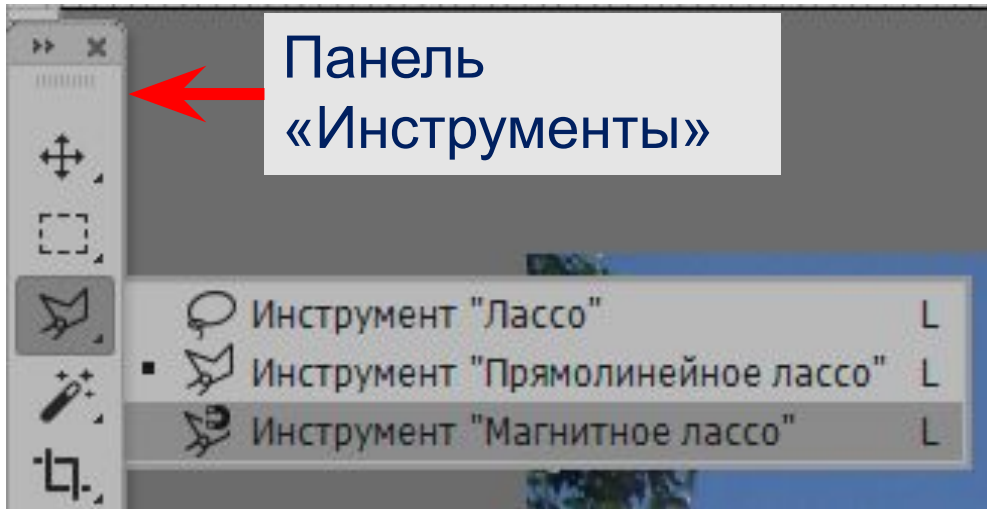 Панель
«Инструменты»
Инструмент "Лассо" L
Инструмент "Прямолинейное лассо" L
Инструмент "Магнитное лассо" L